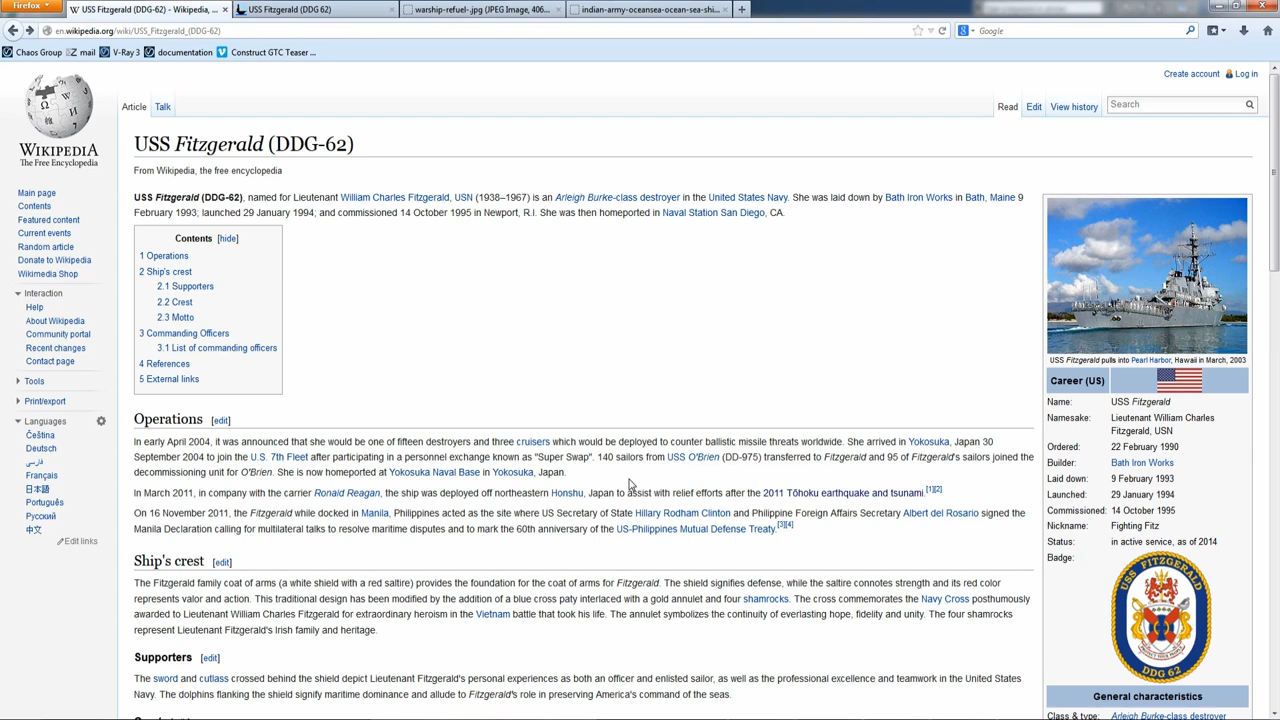 Firefox
USS Fitzgerald (DDG-62) - Wikipedia, ...
USS Fitzgerald (DDG 62)
warship-refuel-.jpg (JPEG Image, 406...
indian-army-oceansea-ocean-sea-shi...
en.wikipedia.org/wiki/USS_Fitzgerald_(DDG-62)
Google
Chaos Group
mail
V-Ray 3
documentation
Construct GTC Teaser ...
Create account
Log in
Article
Talk
Read
Edit
View history
Search
WIKIPEDIA
The Free Encyclopedia
Main page
Contents
Featured content
Current events
Random article
Donate to Wikipedia
Wikimedia Shop
Interaction
Help
About Wikipedia
Community portal
Recent changes
Contact page
Tools
Print/export
Languages
Čeština
Deutsch
فارسی
Français
日本語
Português
Русский
中文
Edit links
USS Fitzgerald (DDG-62)
From Wikipedia, the free encyclopedia
USS Fitzgerald (DDG-62), named for Lieutenant William Charles Fitzgerald, USN (1938–1967) is an Arleigh Burke-class destroyer in the United States Navy. She was laid down by Bath Iron Works in Bath, Maine 9
February 1993; launched 29 January 1994; and commissioned 14 October 1995 in Newport, R.I. She was then homeported in Naval Station San Diego, CA.
Contents [hide]
1 Operations
2 Ship's crest
2.1 Supporters
2.2 Crest
2.3 Motto
3 Commanding Officers
3.1 List of commanding officers
4 References
5 External links
Operations [edit]
In early April 2004, it was announced that she would be one of fifteen destroyers and three cruisers which would be deployed to counter ballistic missile threats worldwide. She arrived in Yokosuka, Japan 30
September 2004 to join the U.S. 7th Fleet after participating in a personnel exchange known as "Super Swap". 140 sailors from USS O'Brien (DD-975) transferred to Fitzgerald and 95 of Fitzgerald's sailors joined the
decommissioning unit for O'Brien. She is now homeported at Yokosuka Naval Base in Yokosuka, Japan.
In March 2011, in company with the carrier Ronald Reagan, the ship was deployed off northeastern Honshu, Japan to assist with relief efforts after the 2011 Tōhoku earthquake and tsunami.[1][2]
On 16 November 2011, the Fitzgerald while docked in Manila, Philippines acted as the site where US Secretary of State Hillary Rodham Clinton and Philippine Foreign Affairs Secretary Albert del Rosario signed the
Manila Declaration calling for multilateral talks to resolve maritime disputes and to mark the 60th anniversary of the US-Philippines Mutual Defense Treaty.[3][4]
Ship's crest [edit]
The Fitzgerald family coat of arms (a white shield with a red saltire) provides the foundation for the coat of arms for Fitzgerald. The shield signifies defense, while the saltire connotes strength and its red color
represents valor and action. This traditional design has been modified by the addition of a blue cross paty interlaced with a gold annulet and four shamrocks. The cross commemorates the Navy Cross posthumously
awarded to Lieutenant William Charles Fitzgerald for extraordinary heroism in the Vietnam battle that took his life. The annulet symbolizes the continuity of everlasting hope, fidelity and unity. The four shamrocks
represent Lieutenant Fitzgerald's Irish family and heritage.
Supporters [edit]
The sword and cutlass crossed behind the shield depict Lieutenant Fitzgerald's personal experiences as both an officer and enlisted sailor, as well as the professional excellence and teamwork in the United States
Navy. The dolphins flanking the shield signify maritime dominance and allude to Fitzgerald's role in preserving America's command of the seas.
USS Fitzgerald pulls into Pearl Harbor, Hawaii in March, 2003
Career (US)
Name: USS Fitzgerald
Namesake: Lieutenant William Charles
Fitzgerald, USN
Ordered: 22 February 1990
Builder: Bath Iron Works
Laid down: 9 February 1993
Launched: 29 January 1994
Commissioned: 14 October 1995
Nickname: Fighting Fitz
Status: in active service, as of 2014
Badge:
USS FITZGERALD
DDG 62
General characteristics
Class & type: Arleigh Burke-class destroyer